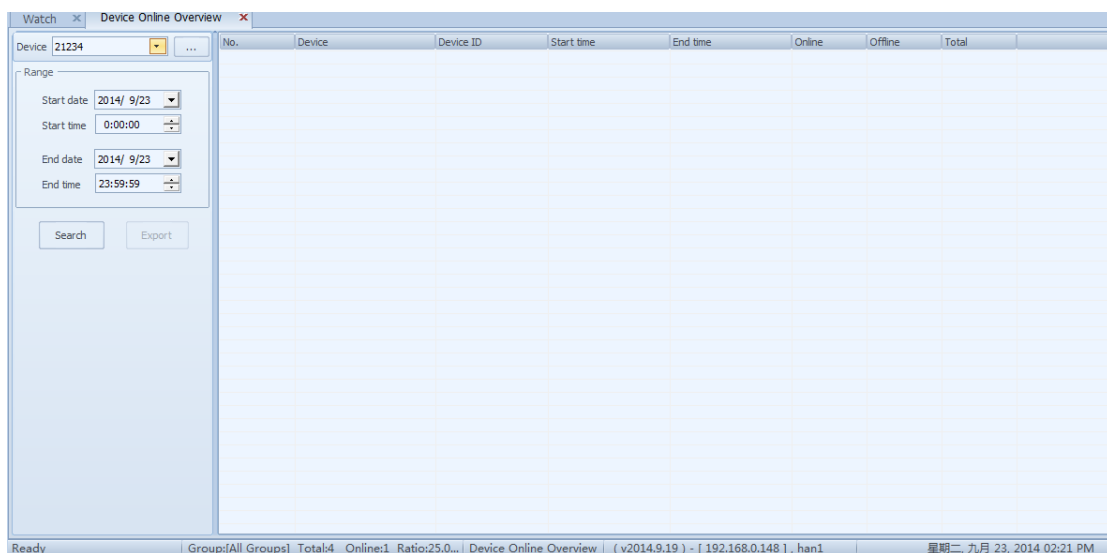 Watch Device Online Overview
Device 21234 ...
No. Device Device ID Start time End time Online Offline Total
Range
Start date 2014/ 9/23
Start time 0:00:00
End date 2014/ 9/23
End time 23:59:59
Search Export
Ready Group:[All Groups] Total:4 Online:1 Ratio:25.0... Device Online Overview ( v2014.9.19 ) - [ 192.168.0.148 ] , han1 星期二, 九月 23, 2014 02:21 PM